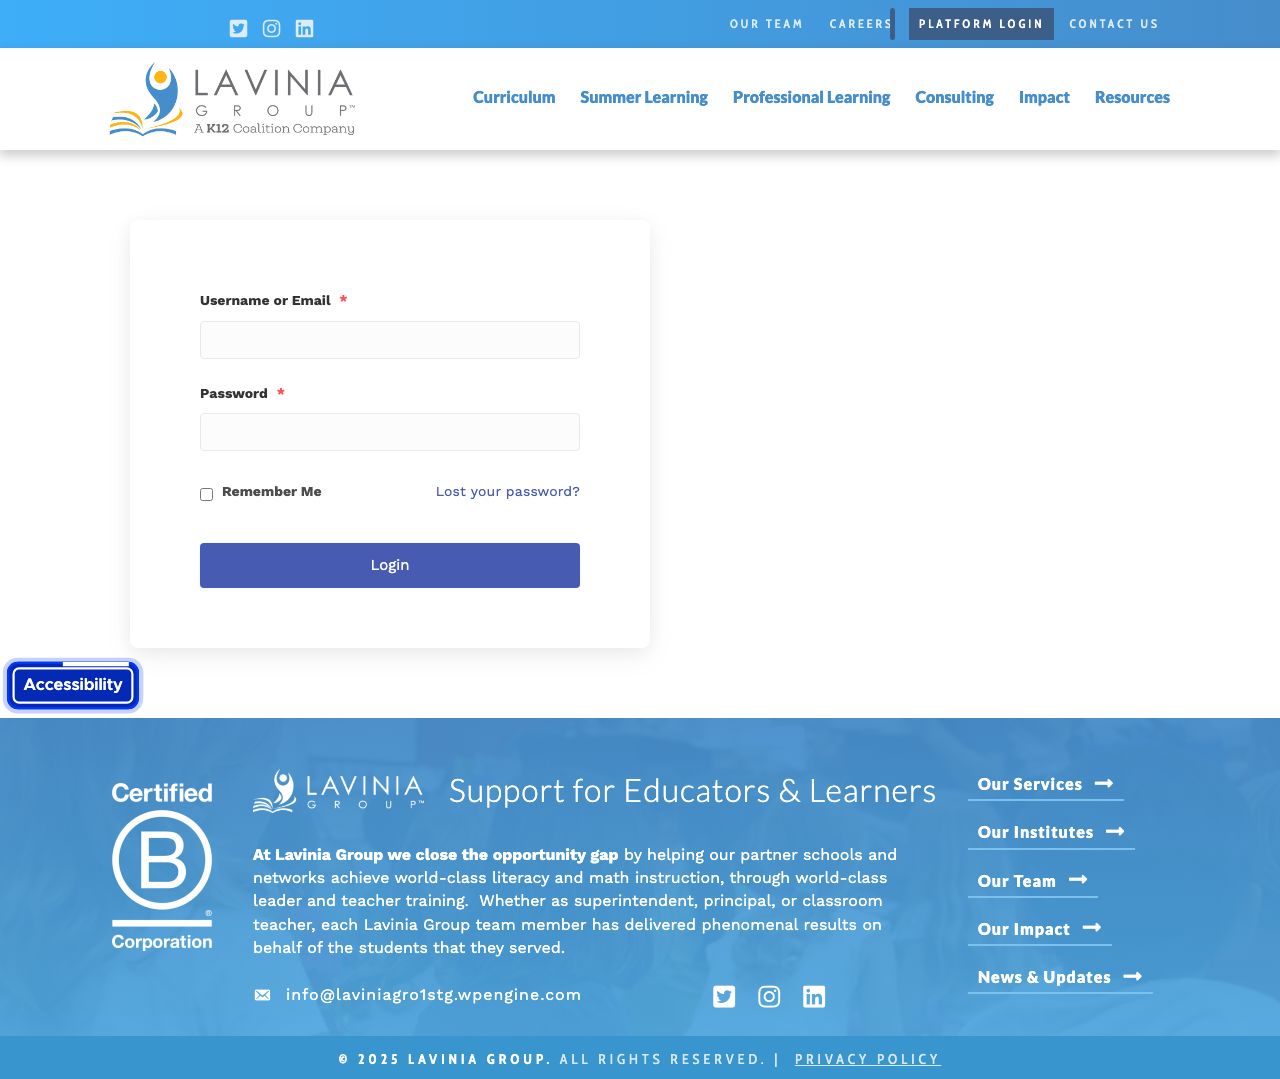 OUR TEAM CAREERS PLATFORM LOGIN CONTACT US
LAVINIA
GROUP™
A K12 Coalition Company
Curriculum Summer Learning Professional Learning Consulting Impact Resources
Username or Email *
Password *
Remember Me Lost your password?
Login
Accessibility
Certified
B
®
Corporation
LAVINIA
GROUP™
Support for Educators & Learners
At Lavinia Group we close the opportunity gap by helping our partner schools and
networks achieve world-class literacy and math instruction, through world-class
leader and teacher training.  Whether as superintendent, principal, or classroom
teacher, each Lavinia Group team member has delivered phenomenal results on
behalf of the students that they served.
info@laviniagro1stg.wpengine.com
Our Services
Our Institutes
Our Team
Our Impact
News & Updates
© 2025 LAVINIA GROUP. ALL RIGHTS RESERVED. | PRIVACY POLICY